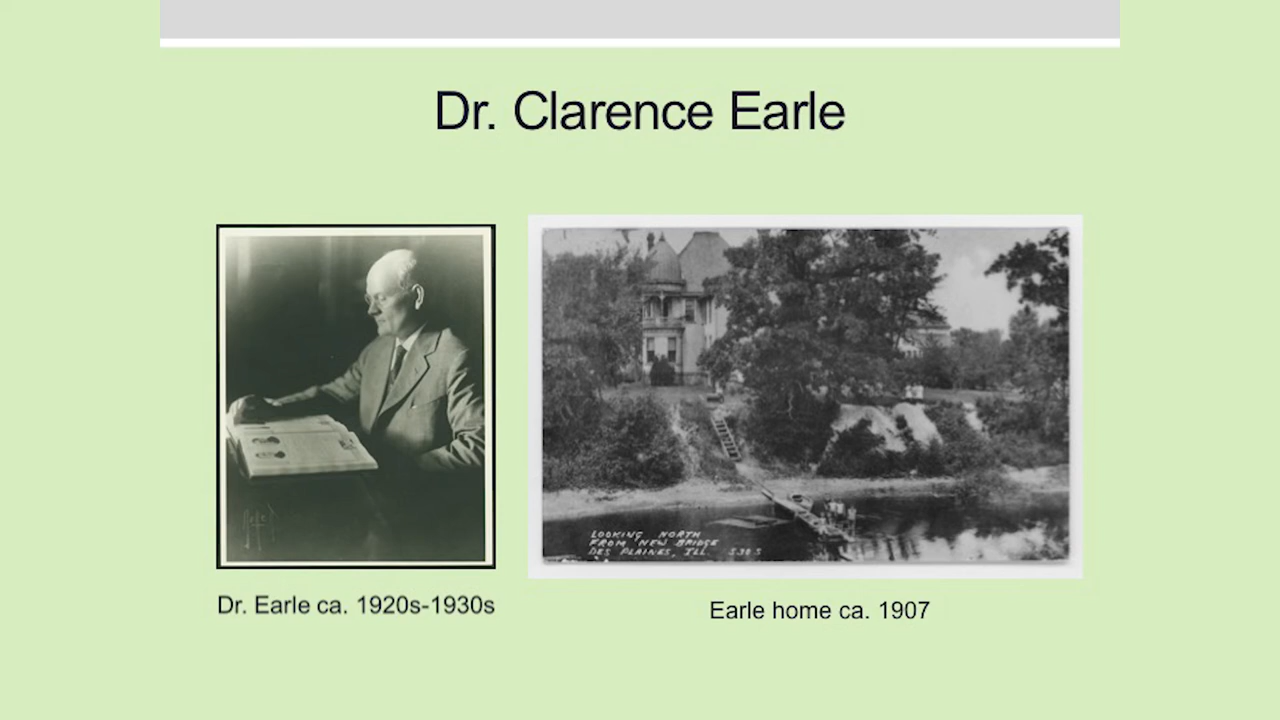 Dr. Clarence Earle
LOOKING NORTH
FROM NEW BRIDGE
DES PLAINES, ILL. 530 S
Dr. Earle ca. 1920s-1930s
Earle home ca. 1907